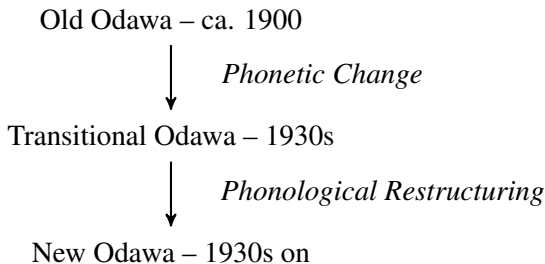 Old Odawa – ca. 1900
Phonetic Change
Transitional Odawa – 1930s
Phonological Restructuring
New Odawa – 1930s on